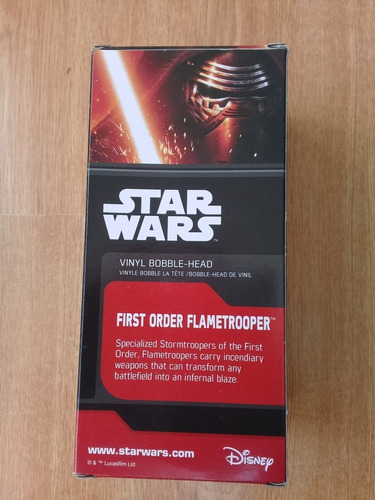 STAR
WARS™
VINYL BOBBLE-HEAD
VINYLE BOBBLE LA TÊTE /BOBBLE-HEAD DE VINIL
FIRST ORDER FLAMETROOPER™
Specialized Stormtroopers of the First
Order, Flametroopers carry incendiary
weapons that can transform any
battlefield into an infernal blaze.
www.starwars.com
© & ™ Lucasfilm Ltd.
Disney